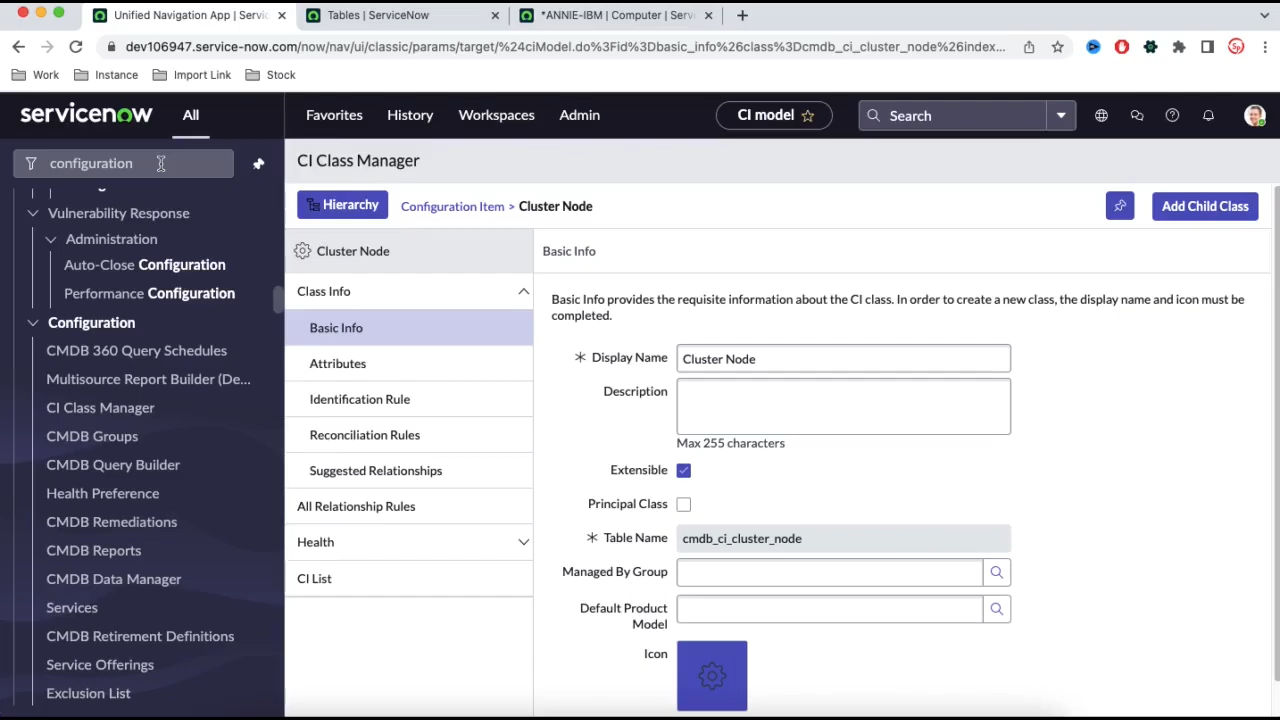 Unified Navigation App | Servic
Tables | ServiceNow
*ANNIE-IBM | Computer | Serv
dev106947.service-now.com/now/nav/ui/classic/params/target/%24ciModel.do%3Fid%3Dbasic_info%26class%3Dcmdb_ci_cluster_node%26index...
Work
Instance
Import Link
Stock
servicenow
All
Favorites
History
Workspaces
Admin
CI model
Search
configuration
Vulnerability Response
Administration
Auto-Close Configuration
Performance Configuration
Configuration
CMDB 360 Query Schedules
Multisource Report Builder (De...
CI Class Manager
CMDB Groups
CMDB Query Builder
Health Preference
CMDB Remediations
CMDB Reports
CMDB Data Manager
Services
CMDB Retirement Definitions
Service Offerings
Exclusion List
CI Class Manager
Hierarchy
Configuration Item > Cluster Node
Add Child Class
Cluster Node
Class Info
Basic Info
Attributes
Identification Rule
Reconciliation Rules
Suggested Relationships
All Relationship Rules
Health
CI List
Basic Info
Basic Info provides the requisite information about the CI class. In order to create a new class, the display name and icon must be
completed.
Display Name
Cluster Node
Description
Max 255 characters
Extensible
Principal Class
Table Name
cmdb_ci_cluster_node
Managed By Group
Default Product
Model
Icon